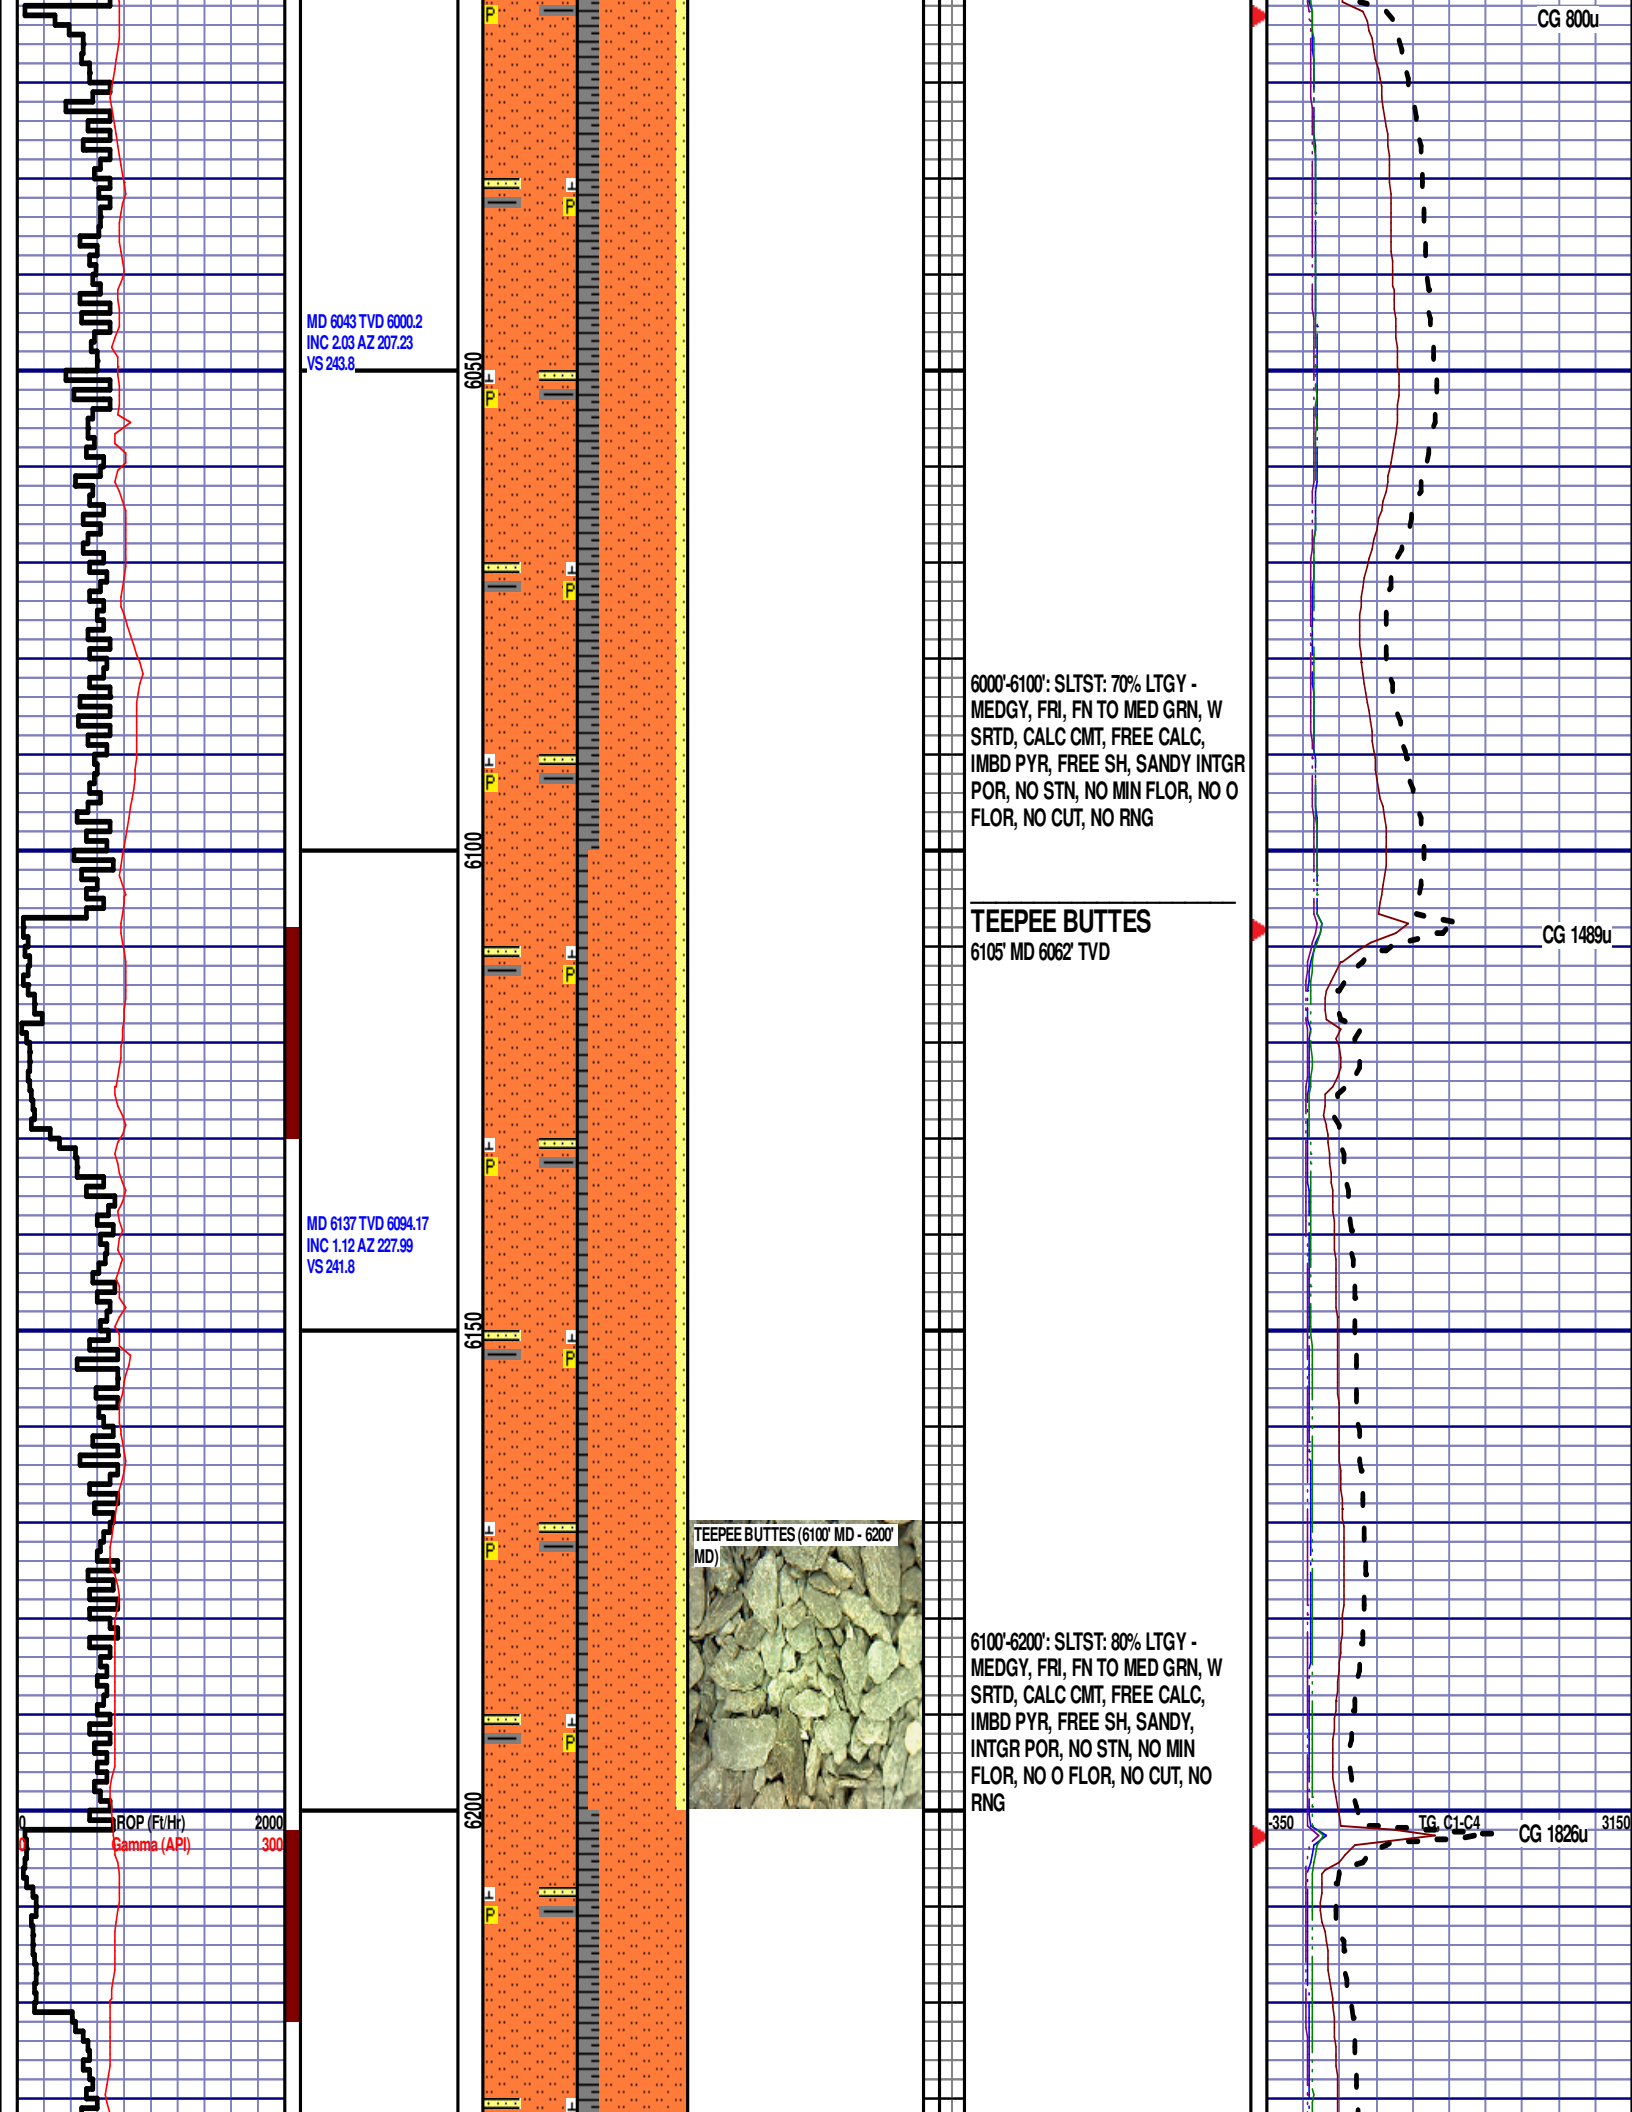 CG 800u
MD 6043 TVD 6000.2
INC 2.03 AZ 207.23
VS 243.8
6050
6000'-6100': SLTST: 70% LTGY -
MEDGY, FRI, FN TO MED GRN, W
SRTD, CALC CMT, FREE CALC,
IMBD PYR, FREE SH, SANDY INTGR
POR, NO STN, NO MIN FLOR, NO O
FLOR, NO CUT, NO RNG
6100
TEEPEE BUTTES
6105' MD 6062' TVD
CG 1489u
MD 6137 TVD 6094.17
INC 1.12 AZ 227.99
VS 241.8
6150
TEEPEE BUTTES (6100' MD - 6200'
MD)
6100'-6200': SLTST: 80% LTGY -
MEDGY, FRI, FN TO MED GRN, W
SRTD, CALC CMT, FREE CALC,
IMBD PYR, FREE SH, SANDY,
INTGR POR, NO STN, NO MIN
FLOR, NO O FLOR, NO CUT, NO
RNG
6200
0 ROP (Ft/Hr) 2000
0 Gamma (API) 300
-350 TG, C1-C4 3150
CG 1826u
P
P
P
P
P
P
P
P
P
P
P